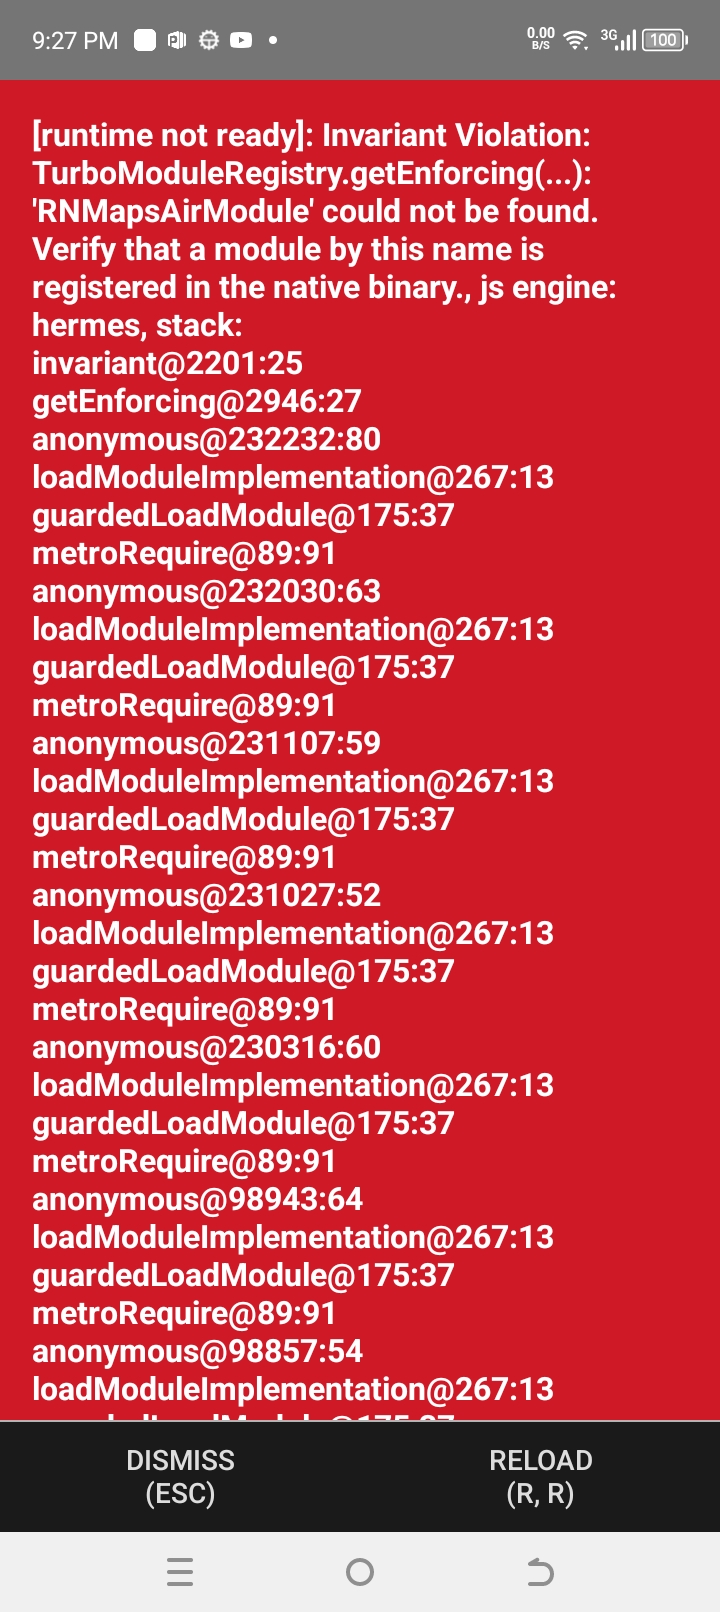 9:27 PM
0.00
B/S
3G
100
[runtime not ready]: Invariant Violation:
TurboModuleRegistry.getEnforcing(...):
'RNMapsAirModule' could not be found.
Verify that a module by this name is
registered in the native binary., js engine:
hermes, stack:
invariant@2201:25
getEnforcing@2946:27
anonymous@232232:80
loadModuleImplementation@267:13
guardedLoadModule@175:37
metroRequire@89:91
anonymous@232030:63
loadModuleImplementation@267:13
guardedLoadModule@175:37
metroRequire@89:91
anonymous@231107:59
loadModuleImplementation@267:13
guardedLoadModule@175:37
metroRequire@89:91
anonymous@231027:52
loadModuleImplementation@267:13
guardedLoadModule@175:37
metroRequire@89:91
anonymous@230316:60
loadModuleImplementation@267:13
guardedLoadModule@175:37
metroRequire@89:91
anonymous@98943:64
loadModuleImplementation@267:13
guardedLoadModule@175:37
metroRequire@89:91
anonymous@98857:54
loadModuleImplementation@267:13
guardedLoadModule@175:37
DISMISS
(ESC)
RELOAD
(R, R)